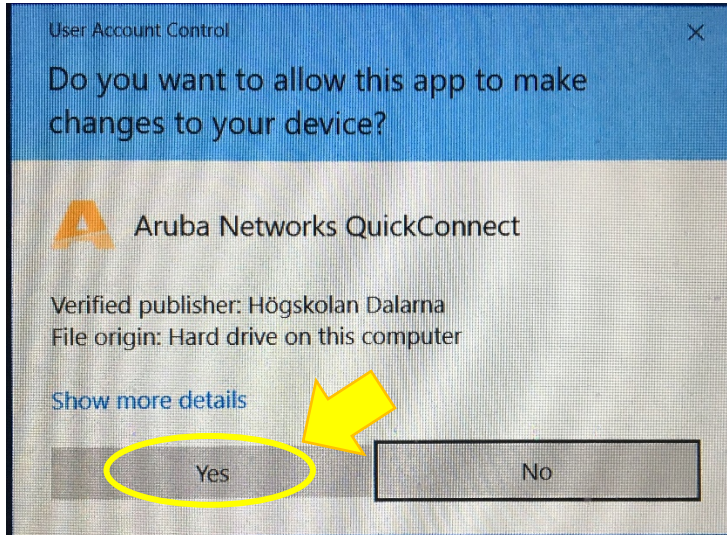 User Account Control
Do you want to allow this app to make
changes to your device?
Aruba Networks QuickConnect
Verified publisher: Högskolan Dalarna
File origin: Hard drive on this computer
Show more details
Yes
No